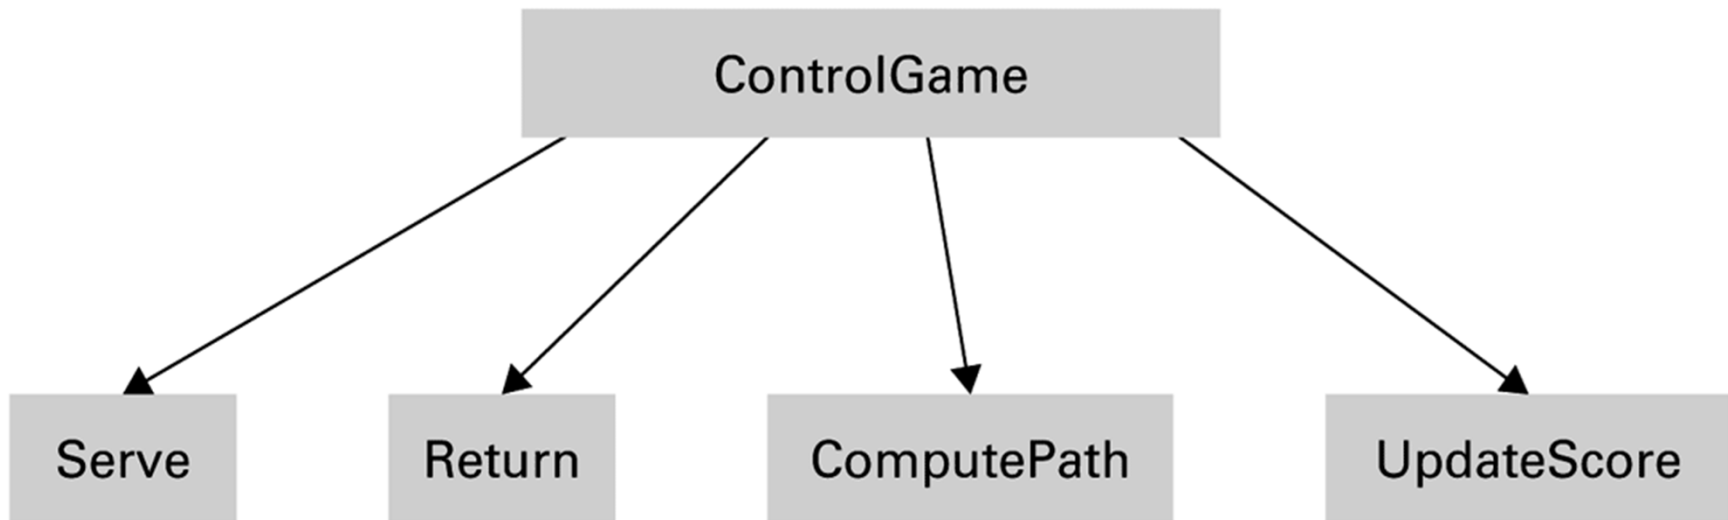 ControlGame
Serve
Return
ComputePath
UpdateScore